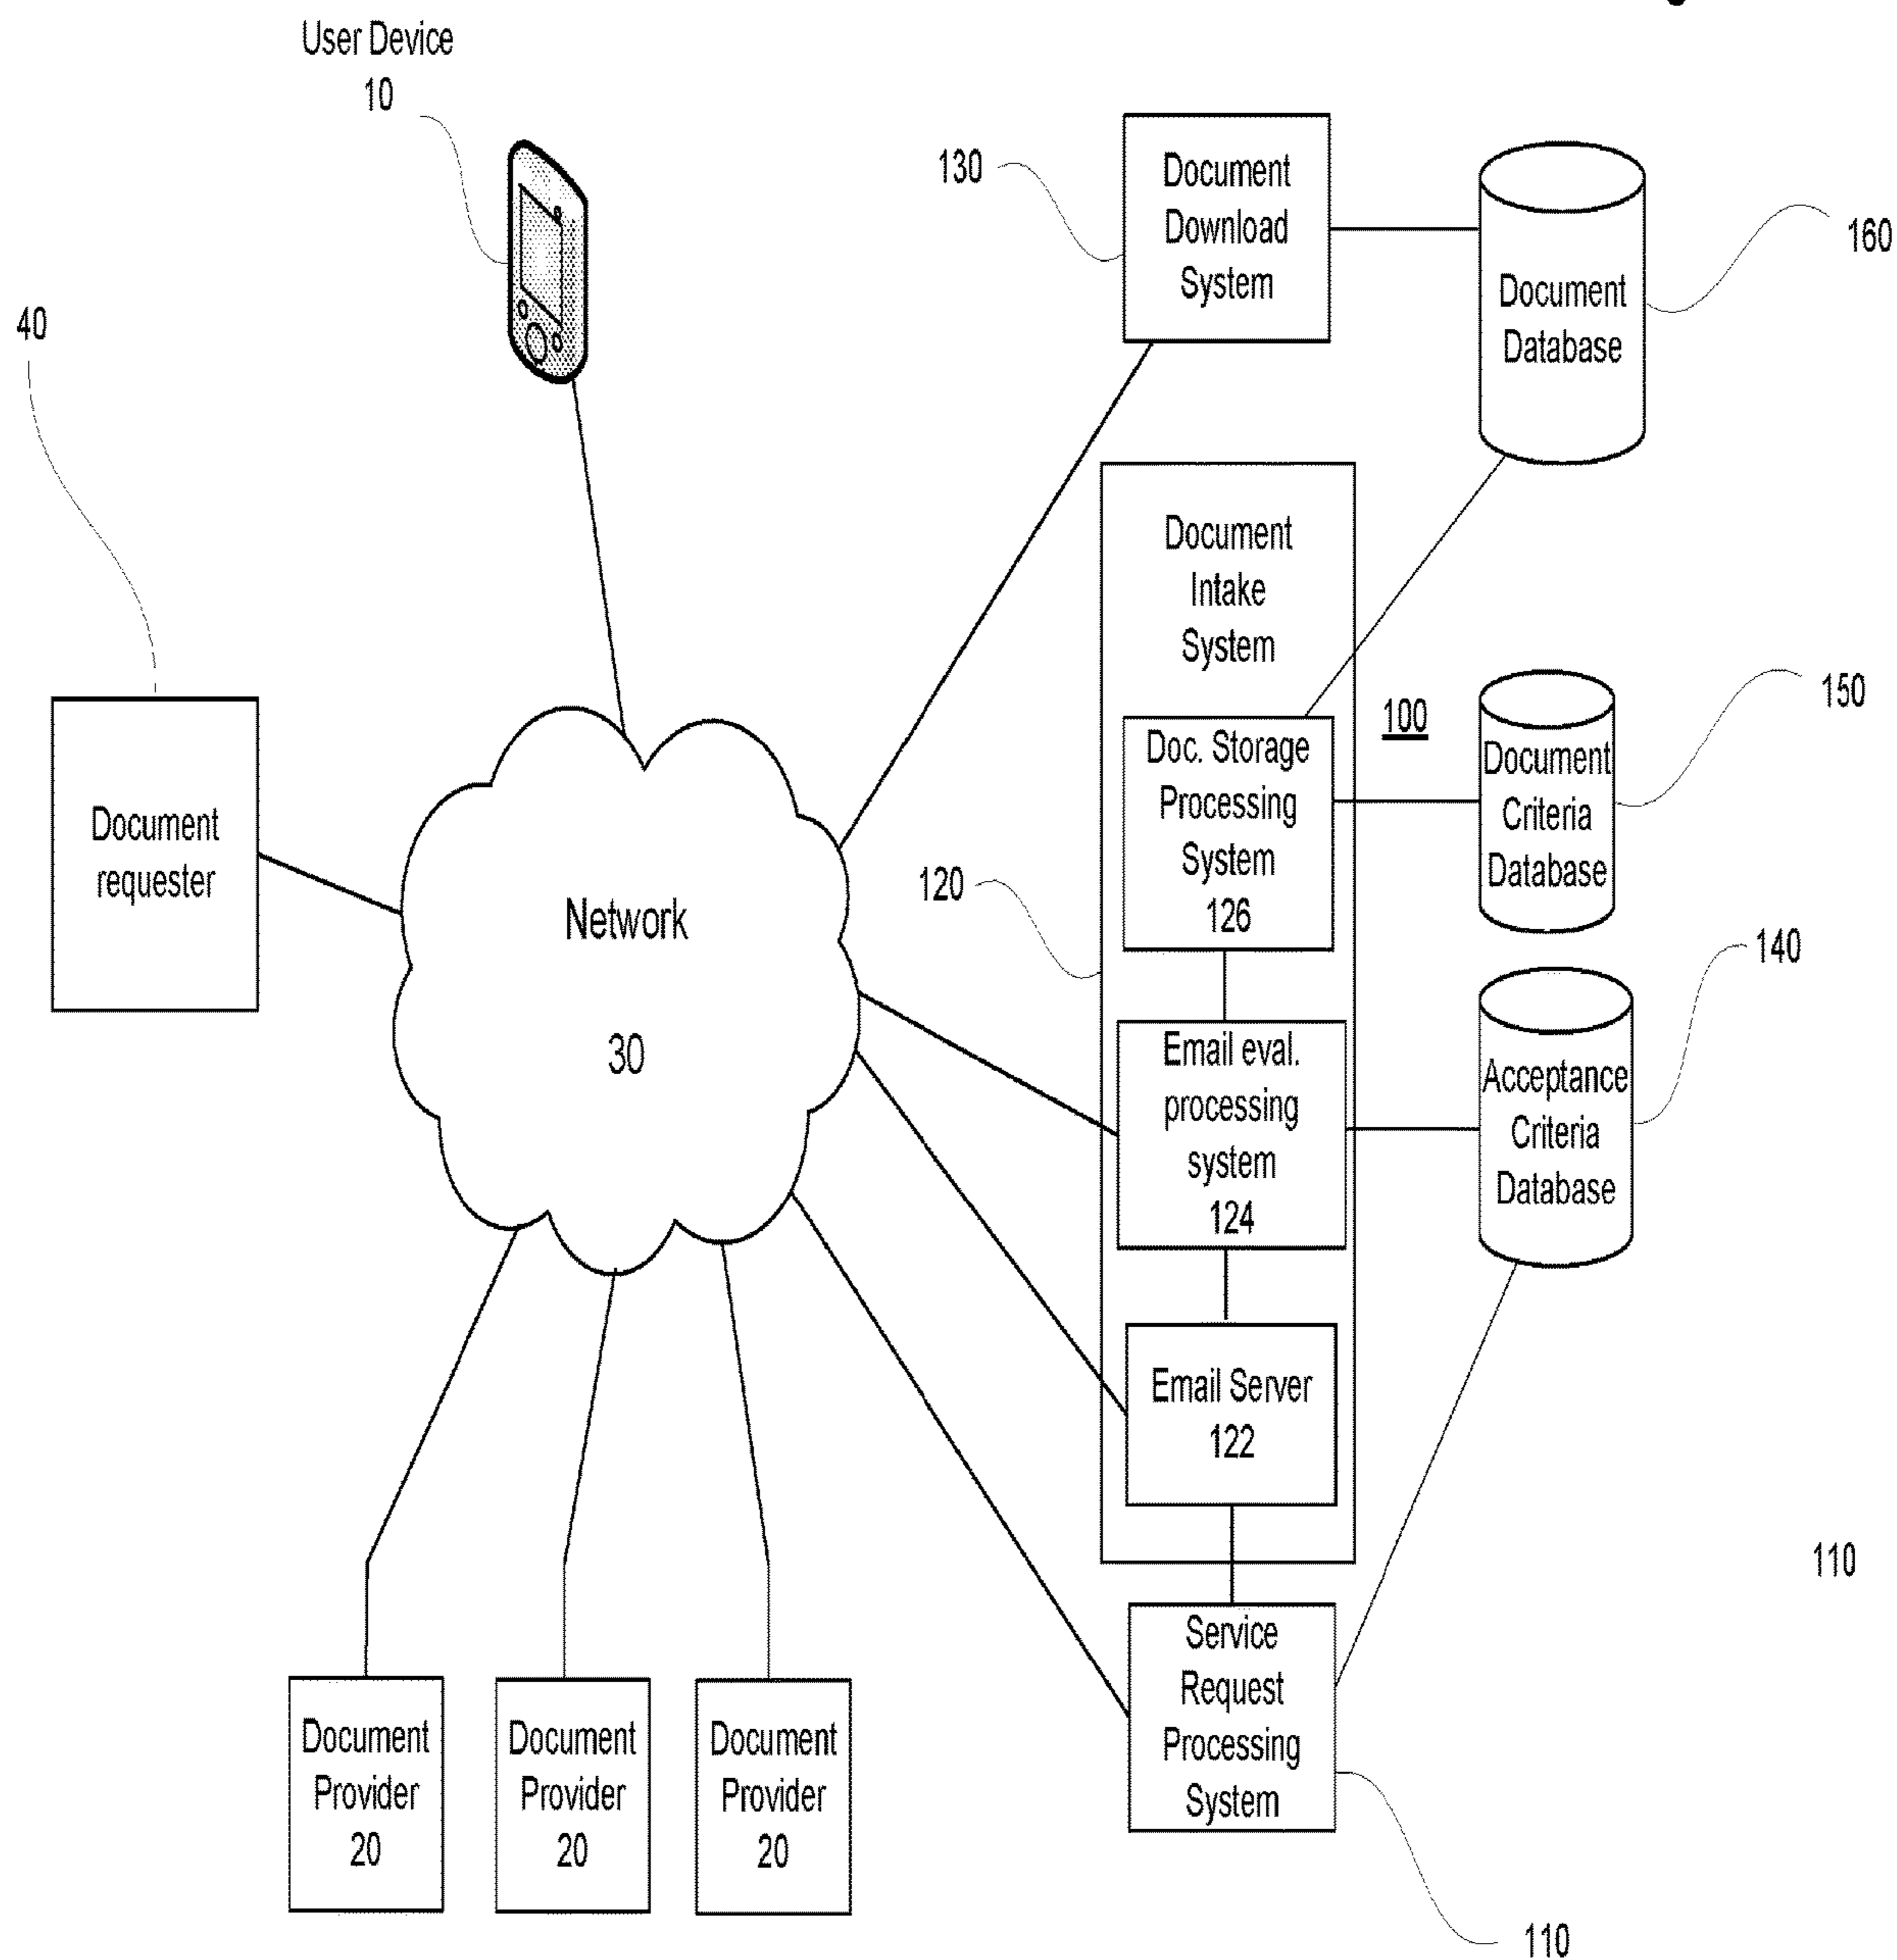 User Device
10
130
Document
Download
System
160
Document
Database
40
Document
Intake
System
100
150
Doc. Storage
Processing
System
126
Document
Criteria
Database
Document
requester
120
Network
30
140
Email eval.
processing
system
124
Acceptance
Criteria
Database
Email Server
122
110
Service
Request
Processing
System
Document
Provider
20
Document
Provider
20
Document
Provider
20
110